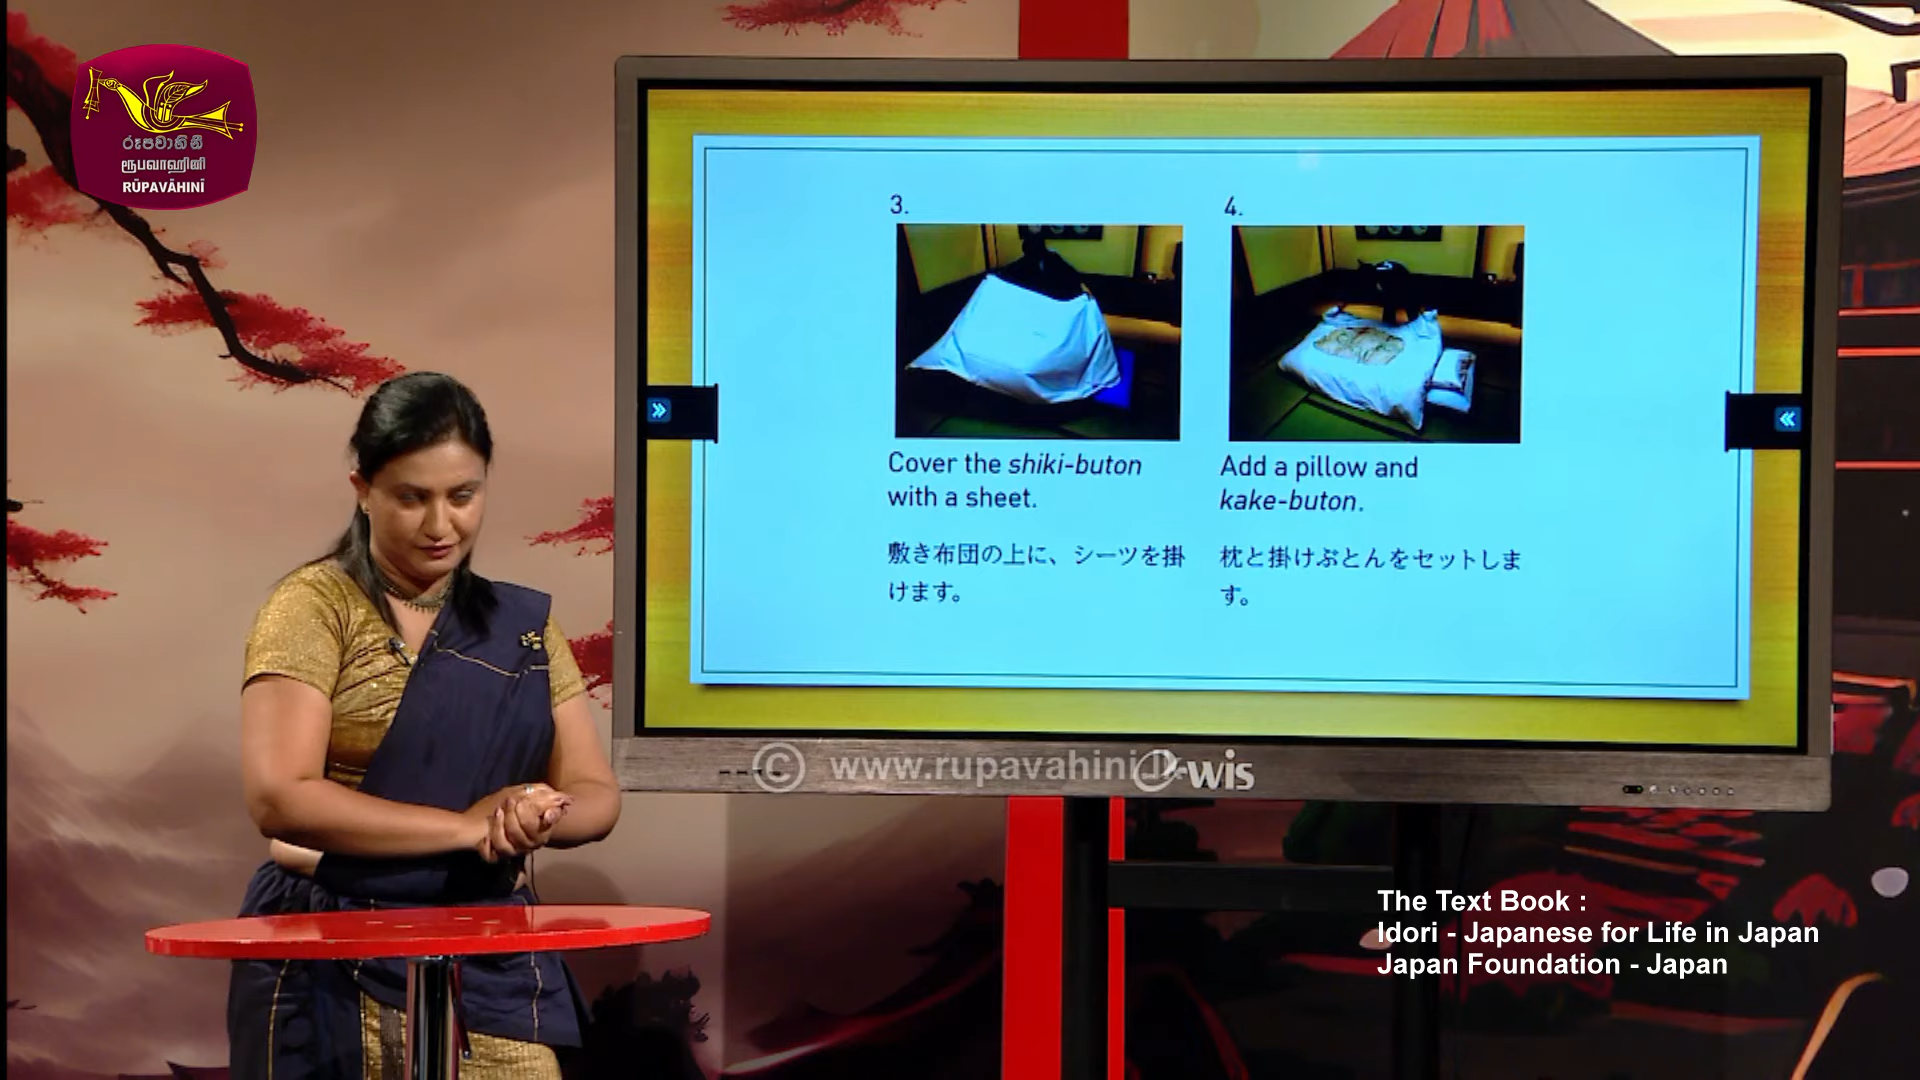 රූපවාහිනී
ரூபவாஹினி
RŪPAVĀHINĪ
3.
4.
Cover the shiki-buton
with a sheet.
Add a pillow and
kake-buton.
敷き布団の上に、シーツを掛
けます。
枕と掛けぶとんをセットしま
す。
© www.rupavahini.lk
wis
The Text Book :
Idori - Japanese for Life in Japan
Japan Foundation - Japan